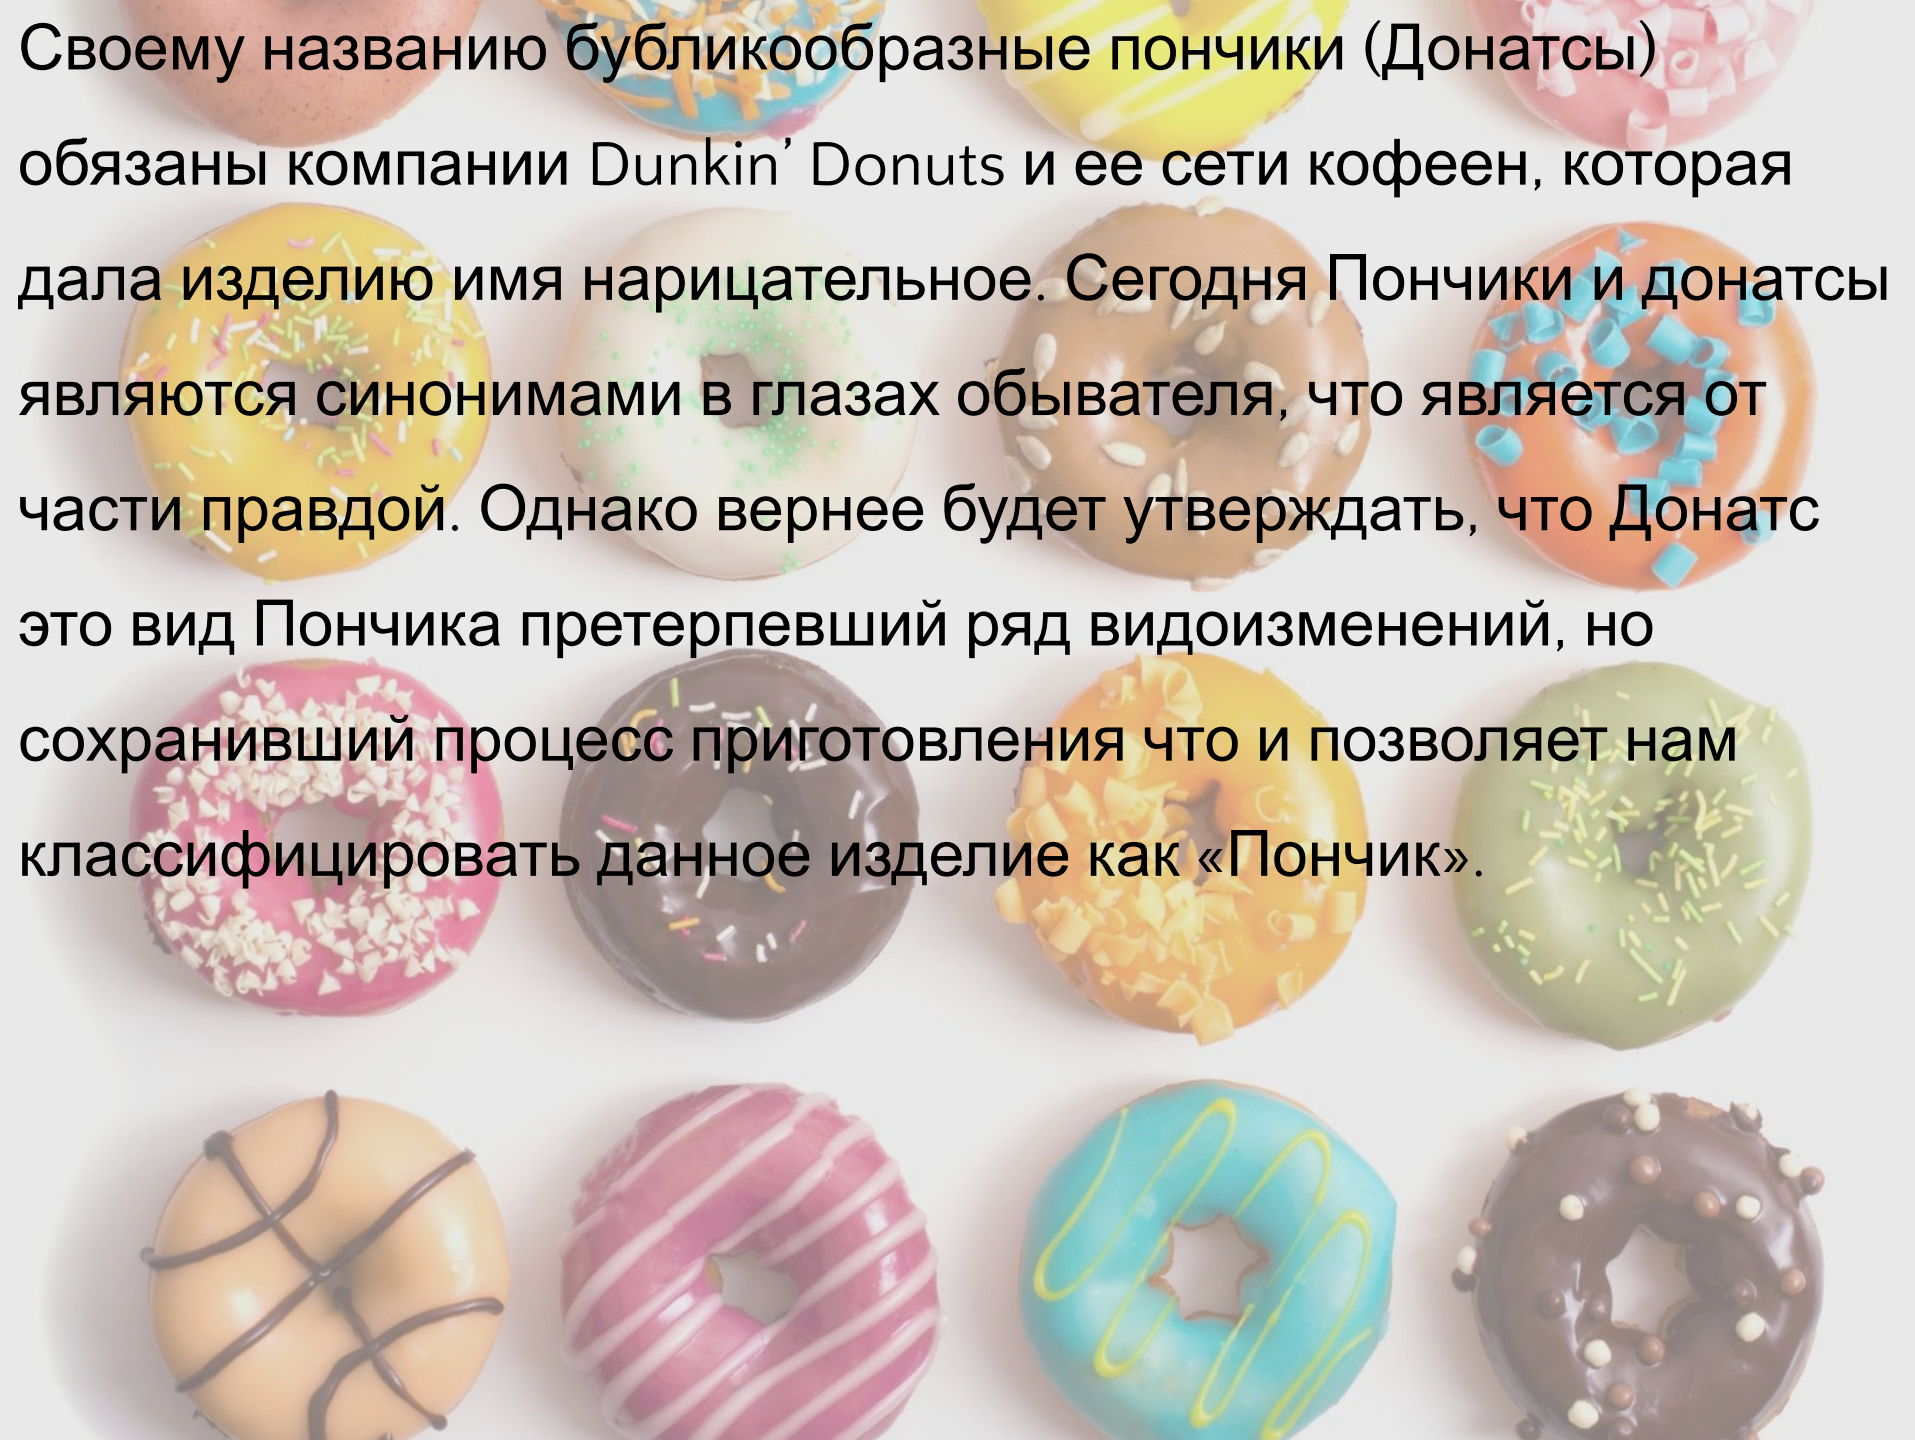 Своему названию бубликообразные пончики (Донатсы)
обязаны компании Dunkin’ Donuts и ее сети кофеен, которая
дала изделию имя нарицательное. Сегодня Пончики и донатсы
являются синонимами в глазах обывателя, что является от
части правдой. Однако вернее будет утверждать, что Донатс
это вид Пончика претерпевший ряд видоизменений, но
сохранивший процесс приготовления что и позволяет нам
классифицировать данное изделие как «Пончик».